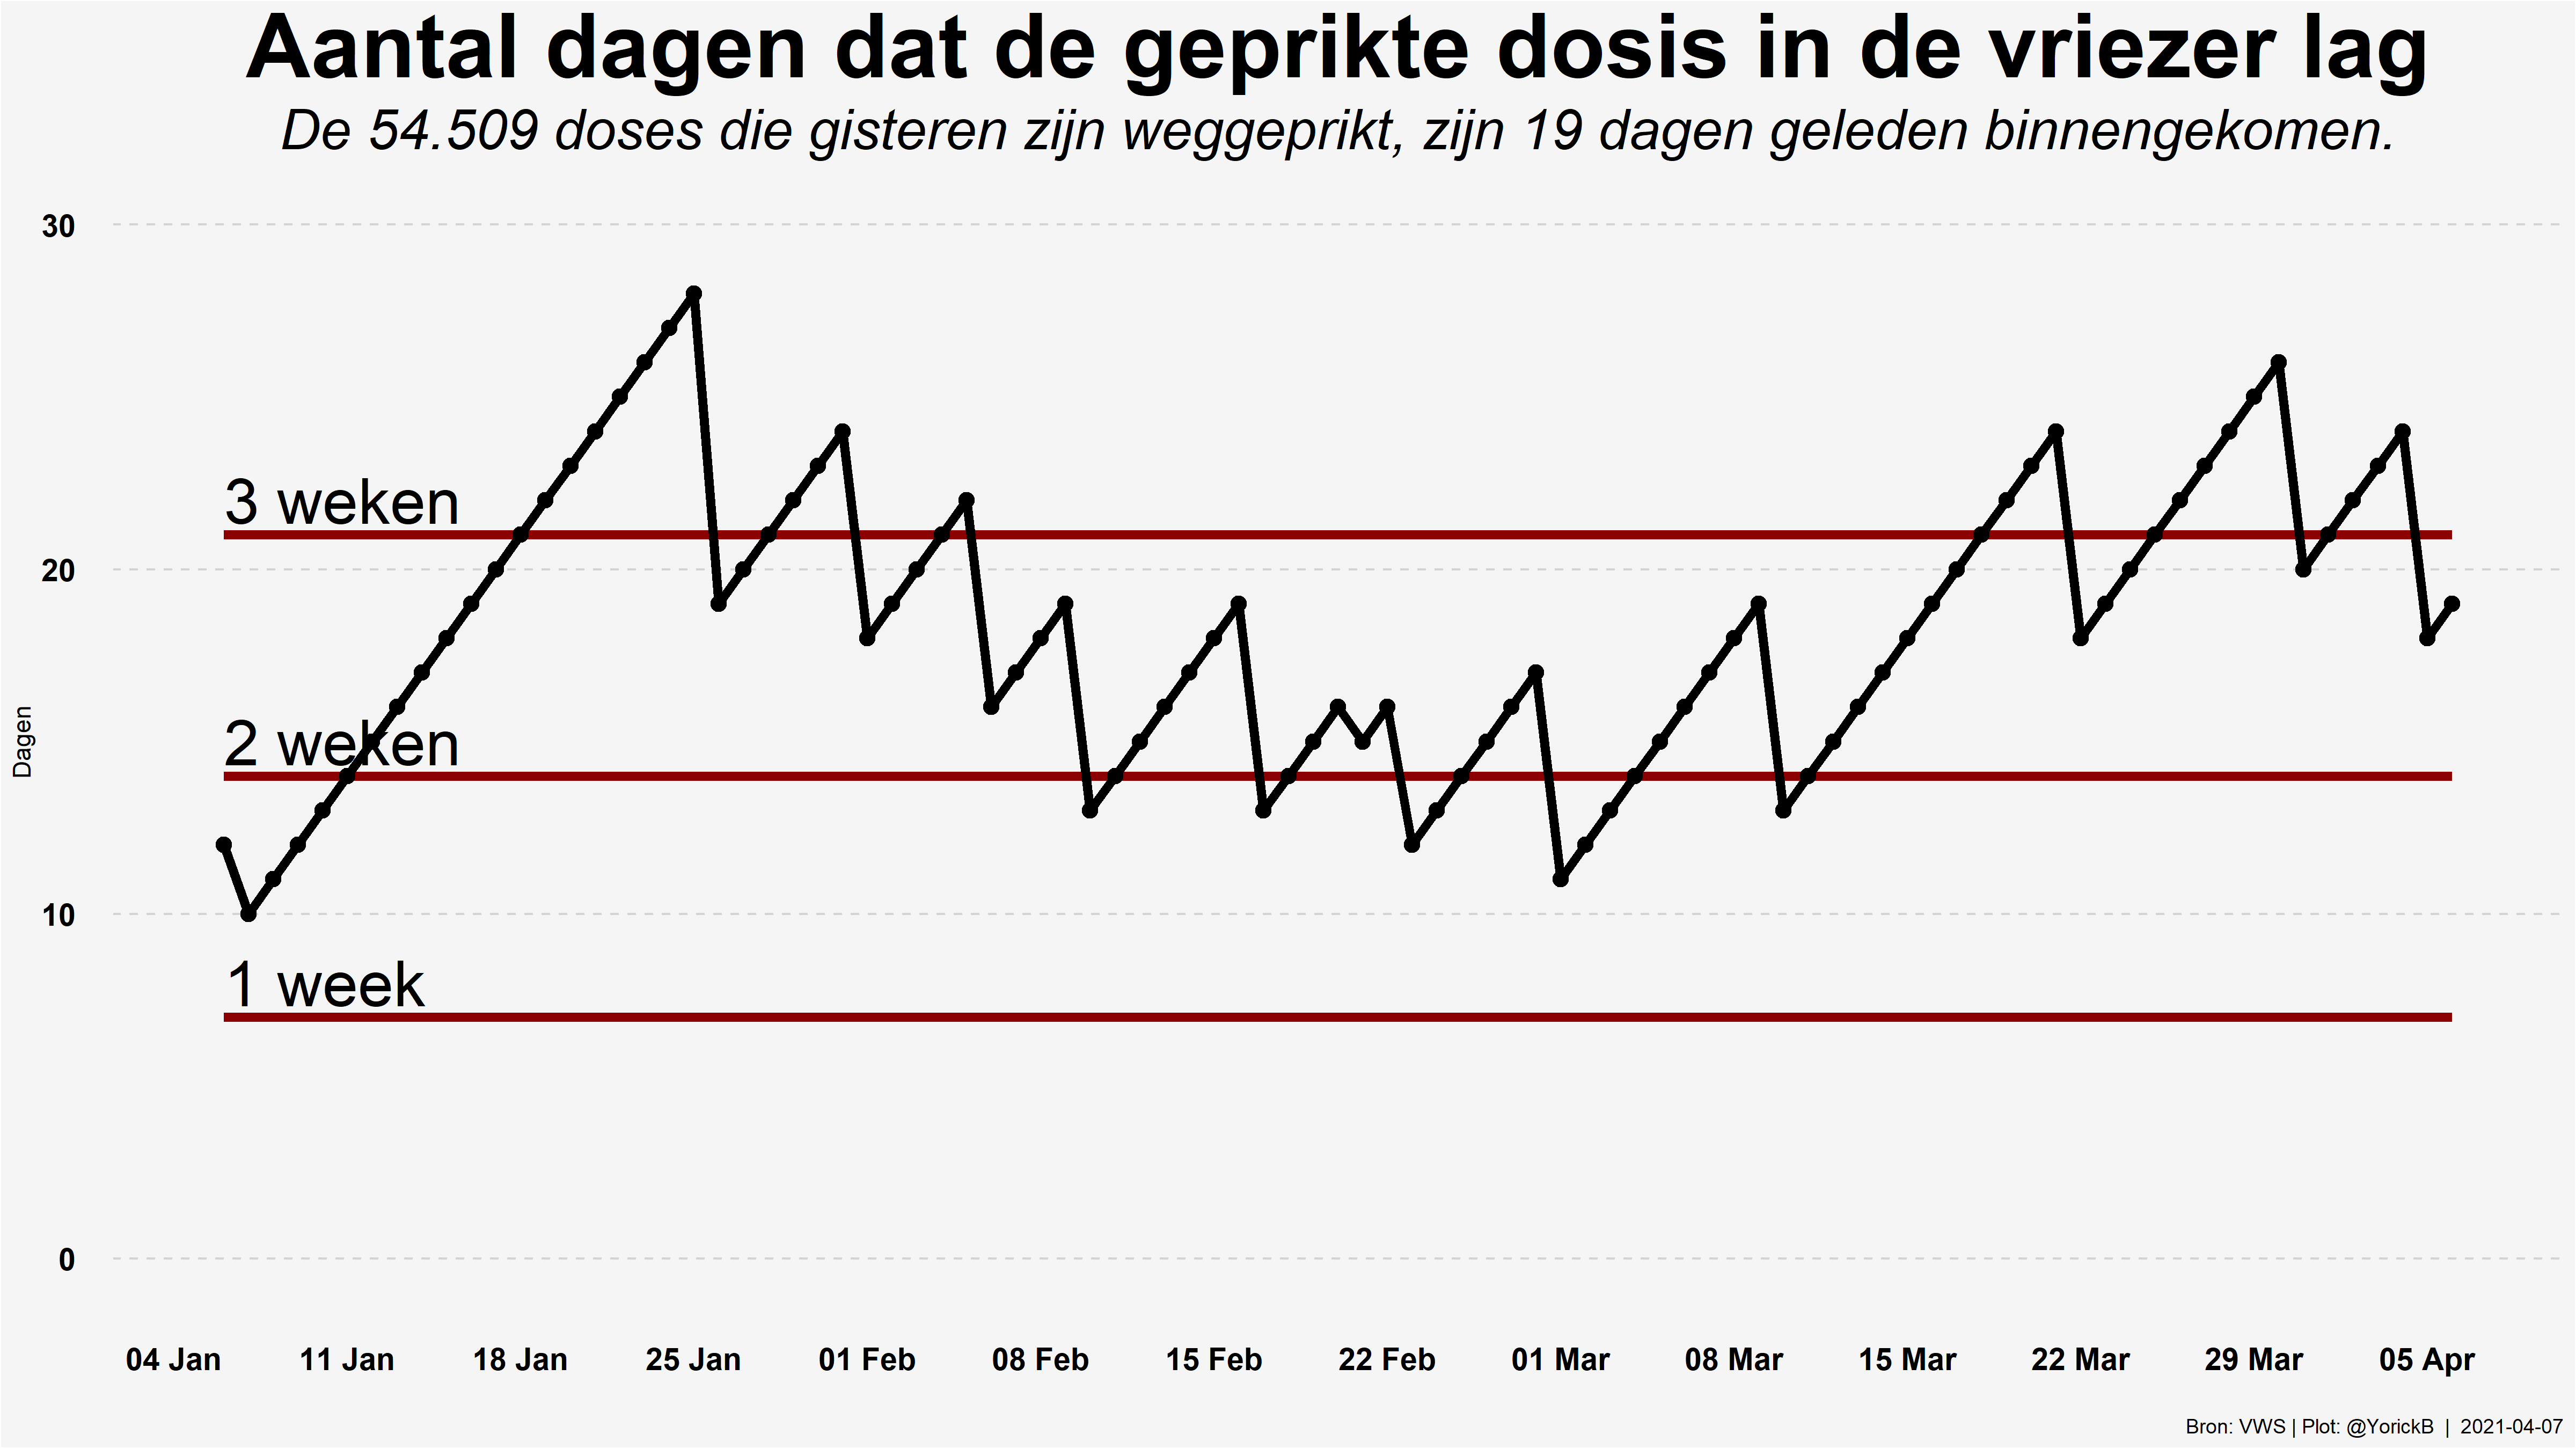 Aantal dagen dat de geprikte dosis in de vriezer lag
De 54.509 doses die gisteren zijn weggeprikt, zijn 19 dagen geleden binnengekomen.
30
3 weken
20
2 weken
Dagen
10
1 week
0
04 Jan 11 Jan 18 Jan 25 Jan 01 Feb 08 Feb 15 Feb 22 Feb 01 Mar 08 Mar 15 Mar 22 Mar 29 Mar 05 Apr
Bron: VWS | Plot: @YorickB | 2021-04-07